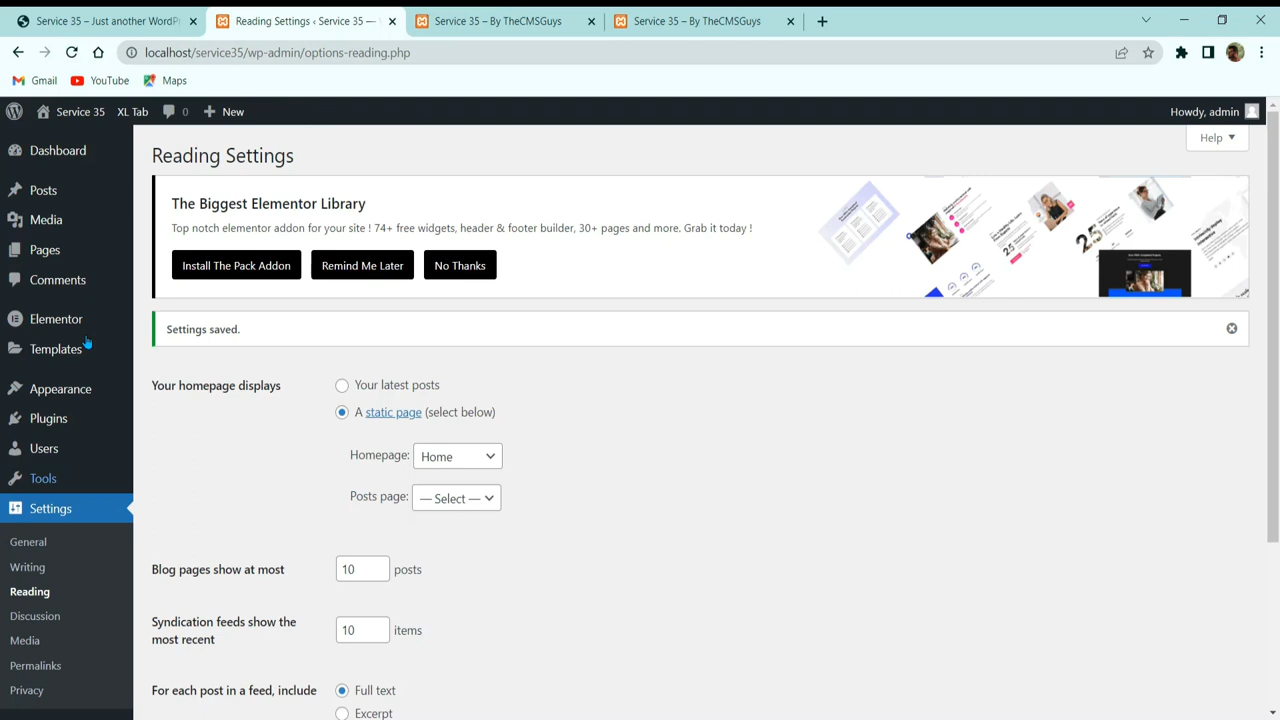 Service 35 – Just another WordPr
Reading Settings ‹ Service 35 —
Service 35 – By TheCMSGuys
Service 35 – By TheCMSGuys
localhost/service35/wp-admin/options-reading.php
Gmail
YouTube
Maps
Service 35
XL Tab
0
New
Howdy, admin
Help
Dashboard
Posts
Media
Pages
Comments
Elementor
Templates
Appearance
Plugins
Users
Tools
Settings
General
Writing
Reading
Discussion
Media
Permalinks
Privacy
Reading Settings
The Biggest Elementor Library
Top notch elementor addon for your site ! 74+ free widgets, header & footer builder, 30+ pages and more. Grab it today !
Install The Pack Addon
Remind Me Later
No Thanks
Settings saved.
Your homepage displays
Your latest posts
A static page (select below)
Homepage: Home
Posts page: — Select —
Blog pages show at most
10 posts
Syndication feeds show the
most recent
10 items
For each post in a feed, include
Full text
Excerpt